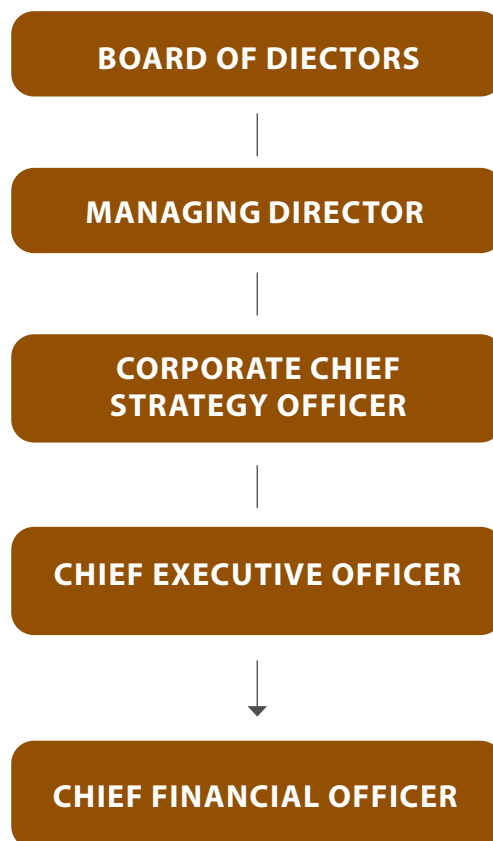 BOARD OF DIECTORS
MANAGING DIRECTOR
CORPORATE CHIEF
STRATEGY OFFICER
CHIEF EXECUTIVE OFFICER
CHIEF FINANCIAL OFFICER